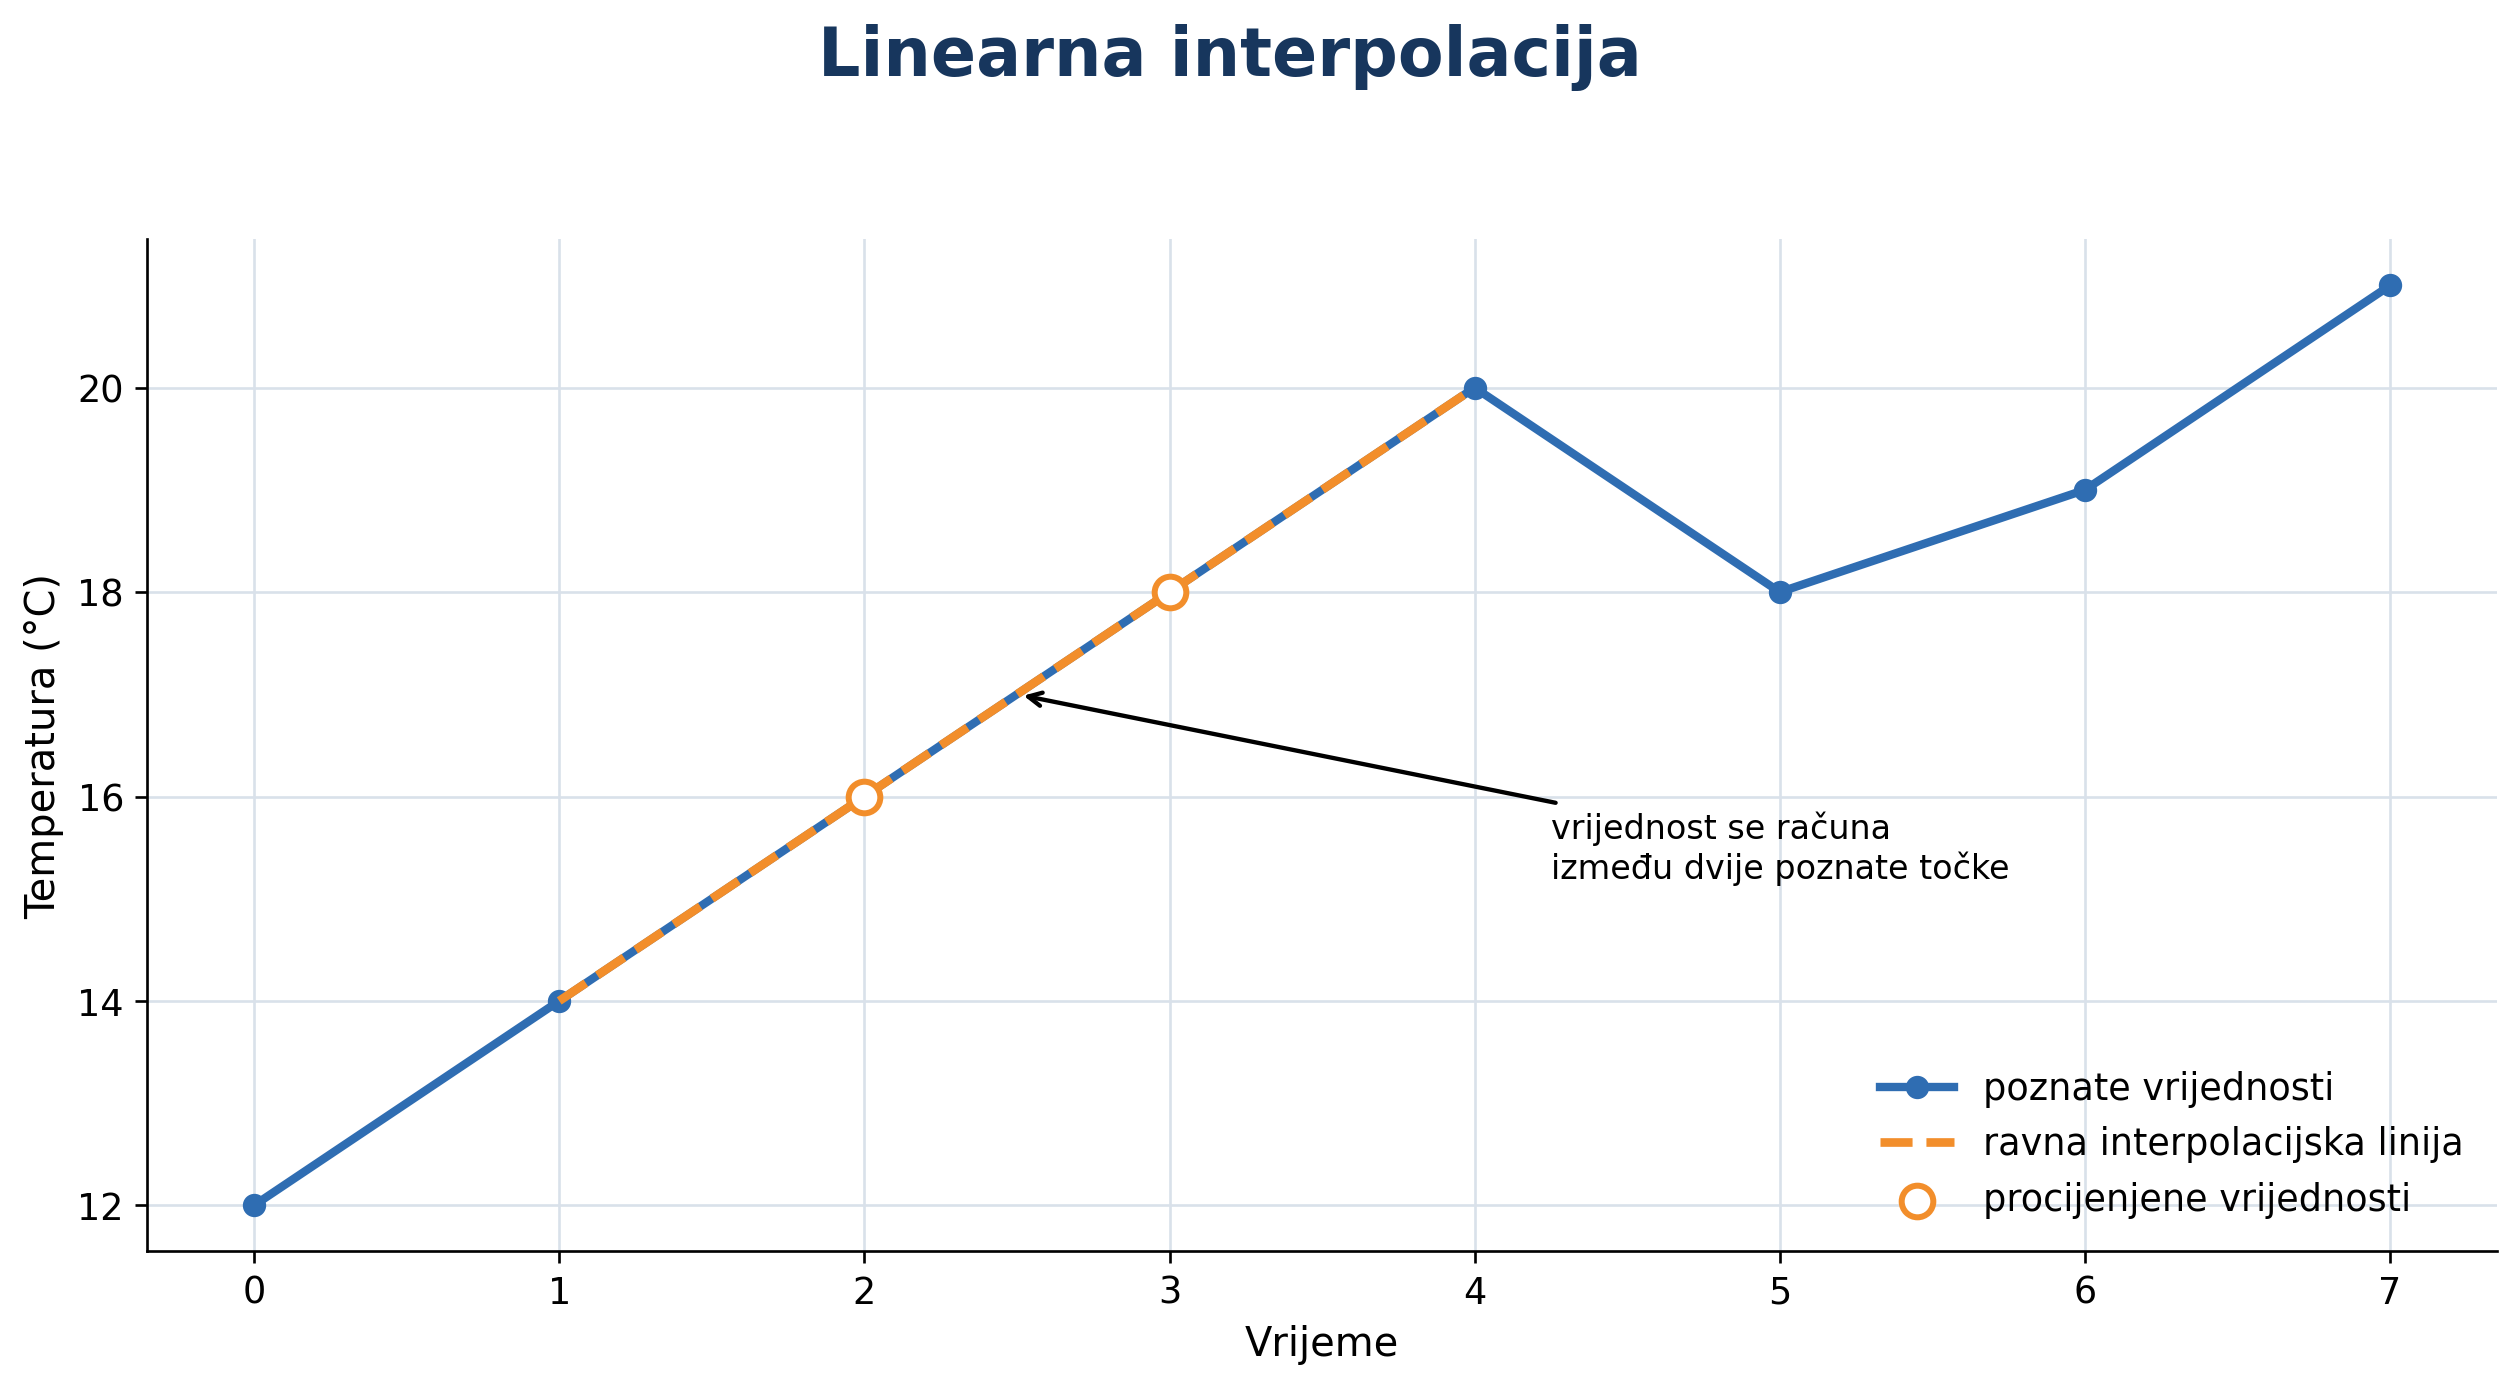 Linearna interpolacija
Temperatura (°C)
20
18
16
14
12
vrijednost se računa
između dvije poznate točke
poznate vrijednosti
ravna interpolacijska linija
procijenjene vrijednosti
0 1 2 3 4 5 6 7
Vrijeme